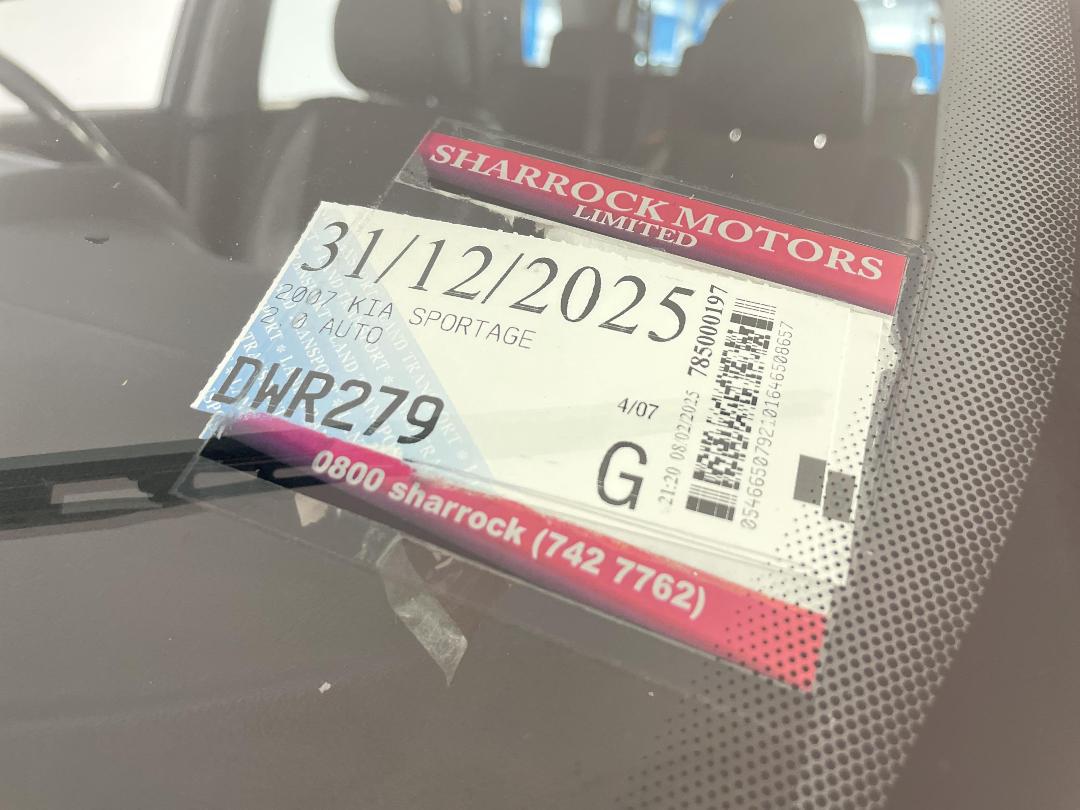 SHARROCK MOTORS
LIMITED
31/12/2025
2007 KIA SPORTAGE
2.0 AUTO
DWR279
4/07
G
21:20 08/02/2025
785000197
0546650792101646508657
0800 sharrock (742 7762)